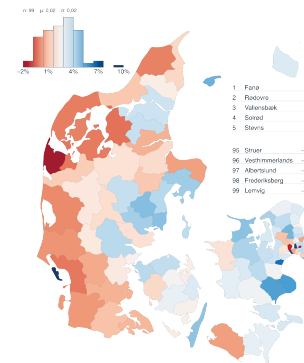 n: 99 μ: 0,02 σ: 0,02
-2% 1% 4% 7% 10%
1 Fanø
2 Rødovre
3 Vallensbæk
4 Solrød
5 Stevns
95 Struer
96 Vesthimmerlands
97 Albertslund
98 Frederiksberg
99 Lemvig